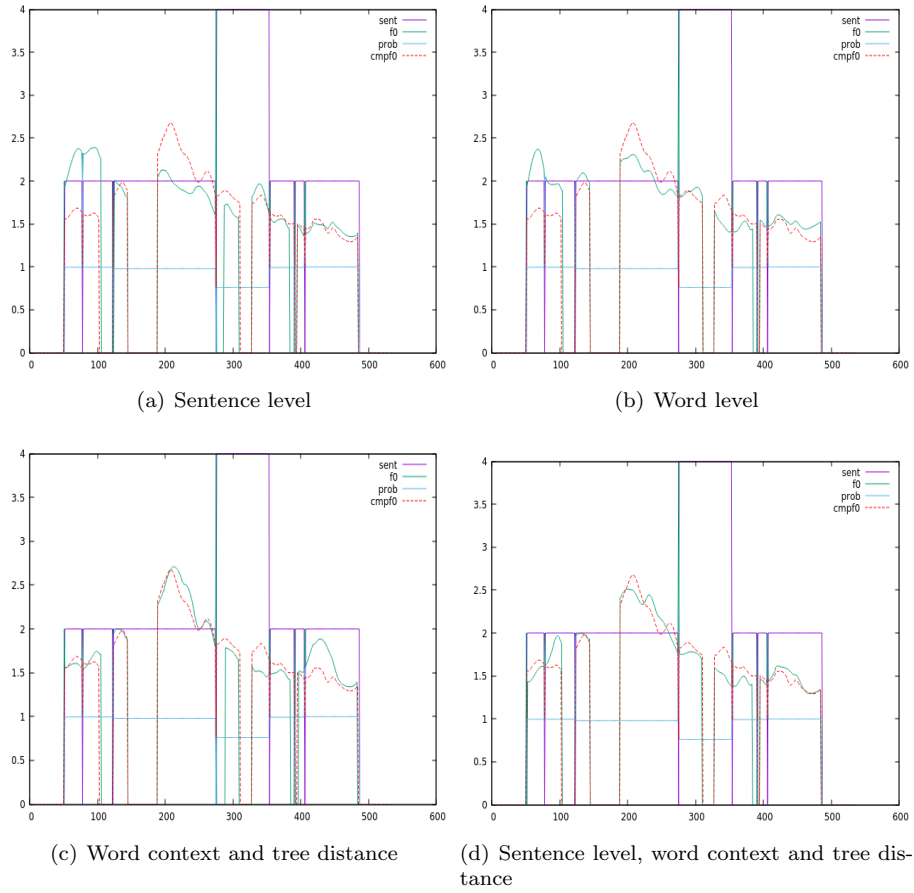 4
3.5
3
2.5
2
1.5
1
0.5
0
0 100 200 300 400 500 600
sent
f0
prob
cmpf0
(a) Sentence level
4
3.5
3
2.5
2
1.5
1
0.5
0
0 100 200 300 400 500 600
sent
f0
prob
cmpf0
(b) Word level
4
3.5
3
2.5
2
1.5
1
0.5
0
0 100 200 300 400 500 600
sent
f0
prob
cmpf0
(c) Word context and tree distance
4
3.5
3
2.5
2
1.5
1
0.5
0
0 100 200 300 400 500 600
sent
f0
prob
cmpf0
(d) Sentence level, word context and tree dis-
tance